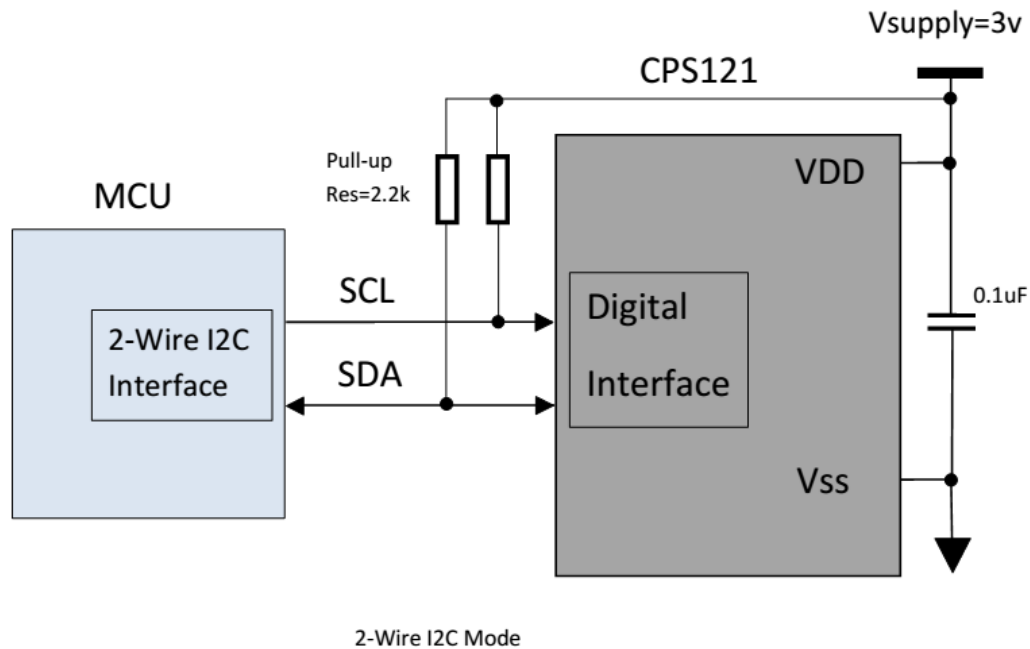 Vsupply=3v
CPS121
VDD
Pull-up
Res=2.2k
MCU
SCL
0.1uF
Digital
Interface
2-Wire I2C
Interface
SDA
Vss
2-Wire I2C Mode